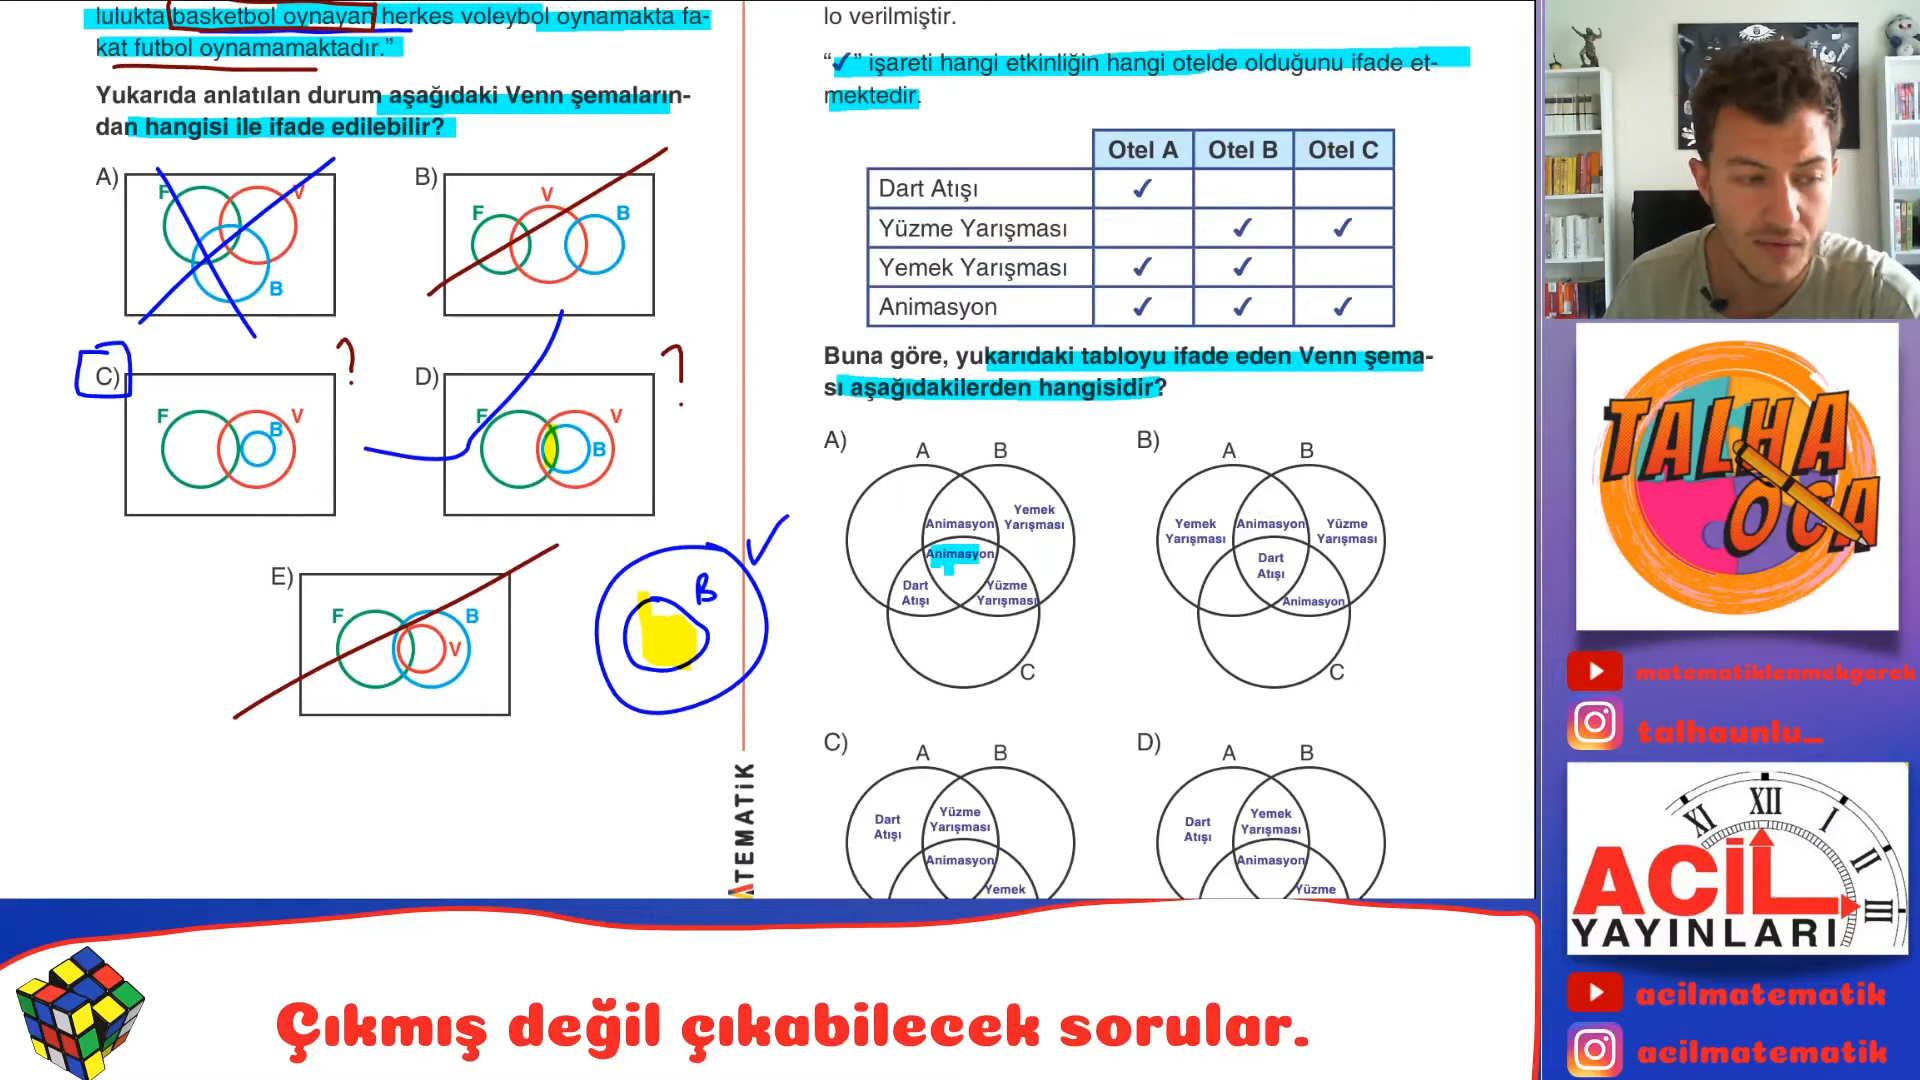 lulukta basketbol oynayan herkes voleybol oynamakta fa-
kat futbol oynamamaktadır.”
Yukarıda anlatılan durum aşağıdaki Venn şemaların-
dan hangisi ile ifade edilebilir?
A)
F
V
B
B)
F
V
B
C)
F
V
B
?
D)
F
V
B
?
E)
F
B
V
B
MATEMATİK
lo verilmiştir.
“✓” işareti hangi etkinliğin hangi otelde olduğunu ifade et-
mektedir.
Otel A Otel B Otel C
Dart Atışı ✓
Yüzme Yarışması ✓ ✓
Yemek Yarışması ✓ ✓
Animasyon ✓ ✓ ✓
Buna göre, yukarıdaki tabloyu ifade eden Venn şema-
sı aşağıdakilerden hangisidir?
A)
A B
Animasyon
Yemek
Yarışması
Animasyon
Dart
Atışı
Yüzme
Yarışması
C
B)
A B
Yemek
Yarışması
Animasyon
Yüzme
Yarışması
Dart
Atışı
Animasyon
C
C)
A B
Dart
Atışı
Yüzme
Yarışması
Animasyon
Yemek
D)
A B
Dart
Atışı
Yemek
Yarışması
Animasyon
Yüzme
TALHA
OCA
matematiklenmekgerek
talhaunlu_
XI XII I II III
ACİL
YAYINLARI
acilmatematik
acilmatematik
Çıkmış değil çıkabilecek sorular.